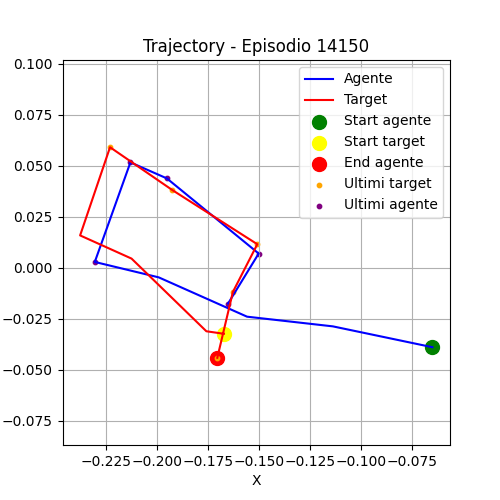 Trajectory - Episodio 14150
Agente
Target
Start agente
Start target
End agente
Ultimi target
Ultimi agente
0.100
0.075
0.050
0.025
0.000
−0.025
−0.050
−0.075
−0.225 −0.200 −0.175 −0.150 −0.125 −0.100 −0.075
X